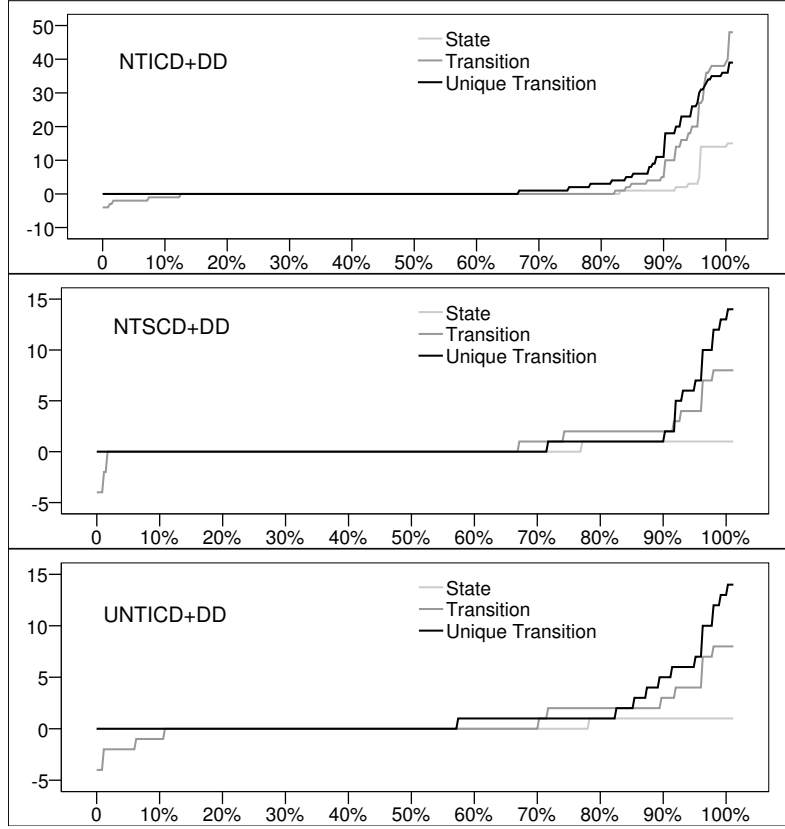 50
NTICD+DD
State
40
Transition
30
Unique Transition
20
10
0
-10
0 10% 20% 30% 40% 50% 60% 70% 80% 90% 100%
15
NTSCD+DD
State
Transition
10
Unique Transition
5
0
-5
0 10% 20% 30% 40% 50% 60% 70% 80% 90% 100%
15
UNTICD+DD
State
Transition
10
Unique Transition
5
0
-5
0 10% 20% 30% 40% 50% 60% 70% 80% 90% 100%